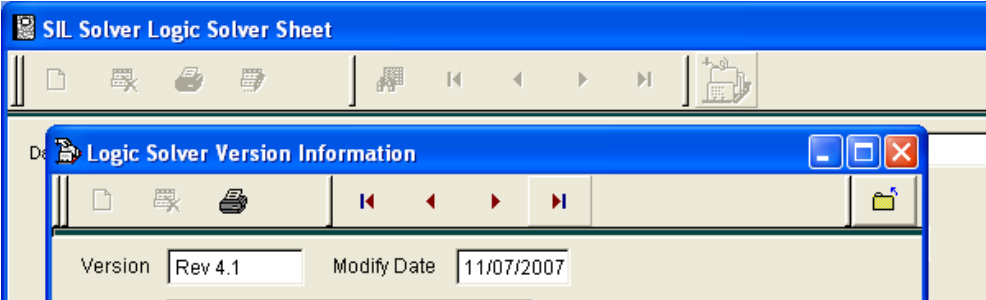 SIL Solver Logic Solver Sheet
Logic Solver Version Information
Version Rev 4.1 Modify Date 11/07/2007